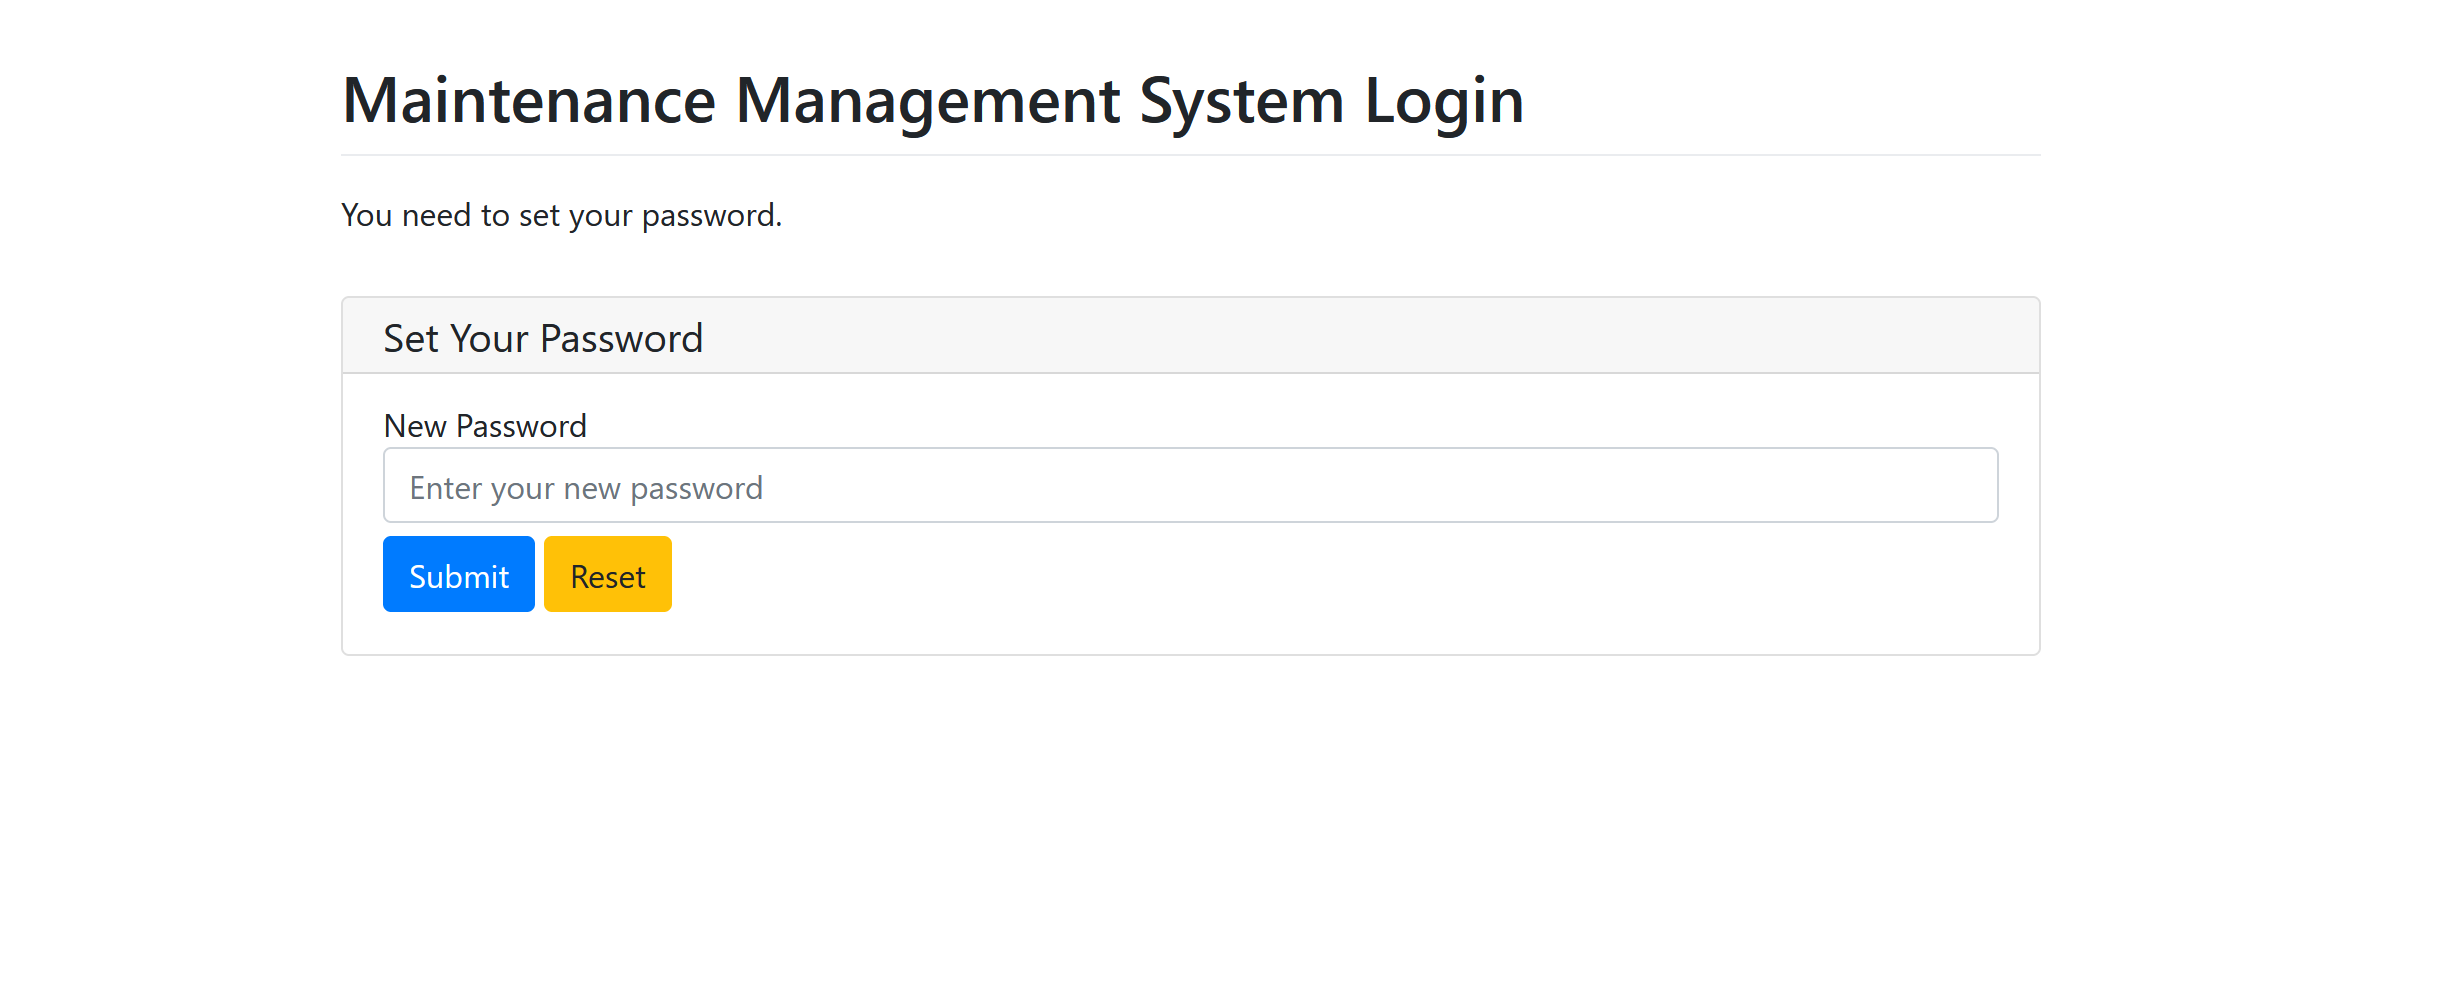 Maintenance Management System Login
You need to set your password.
Set Your Password
New Password
Enter your new password
Submit Reset